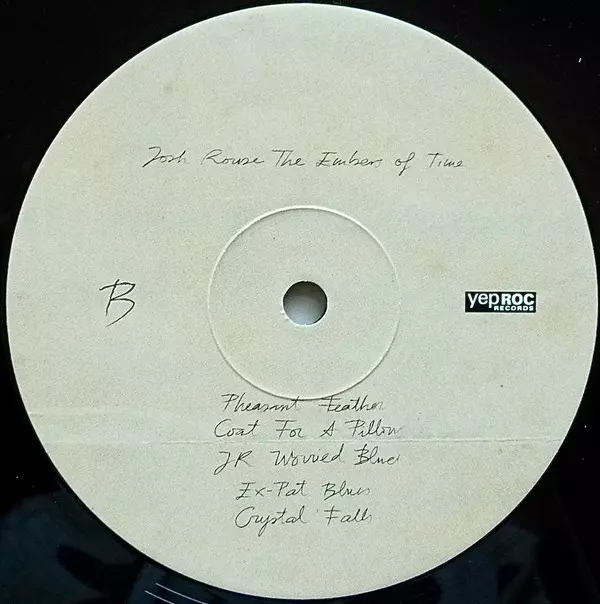 Josh Rouse The Embers of Time
B
yepROC
RECORDS
Pheasant Feather
Coat For A Pillow
JR Worried Blues
Ex-Pat Blues
Crystal Falls